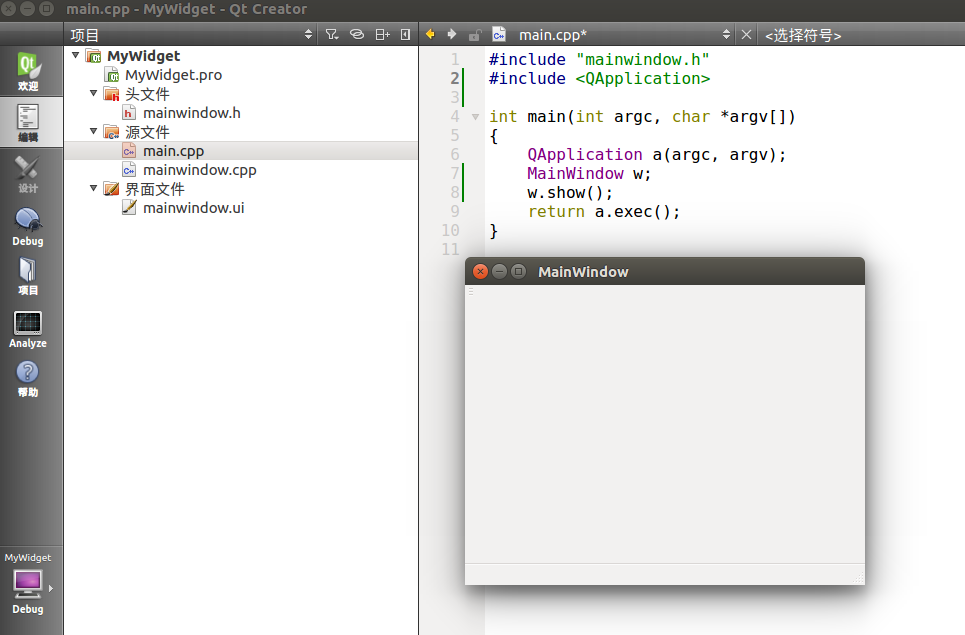 main.cpp - MyWidget - Qt Creator
项目
main.cpp*
<选择符号>
欢迎
编辑
设计
Debug
项目
Analyze
帮助
MyWidget
Debug
MyWidget
MyWidget.pro
头文件
mainwindow.h
源文件
main.cpp
mainwindow.cpp
界面文件
mainwindow.ui
1 #include "mainwindow.h"
2 #include <QApplication>
3
4 int main(int argc, char *argv[])
5 {
6     QApplication a(argc, argv);
7     MainWindow w;
8     w.show();
9     return a.exec();
10 }
11
MainWindow